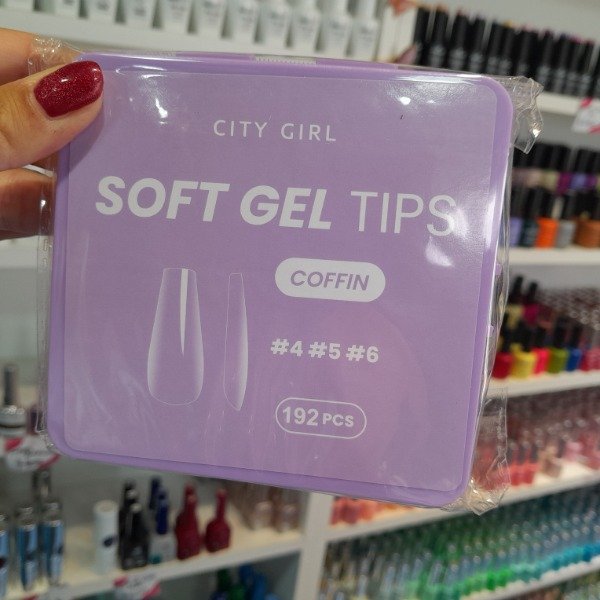 CITY GIRL
SOFT GEL TIPS
COFFIN
#4 #5 #6
192 PCS